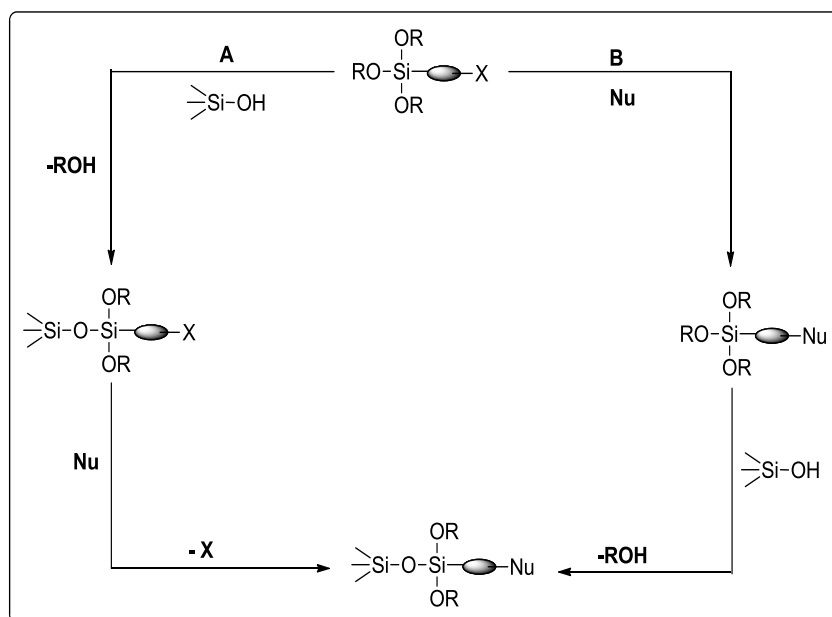 A
B
OR
RO-Si-X
OR
Si-OH
Nu
-ROH
OR
Si-O-Si-X
OR
OR
RO-Si-Nu
OR
Nu
Si-OH
- X
-ROH
OR
Si-O-Si-Nu
OR